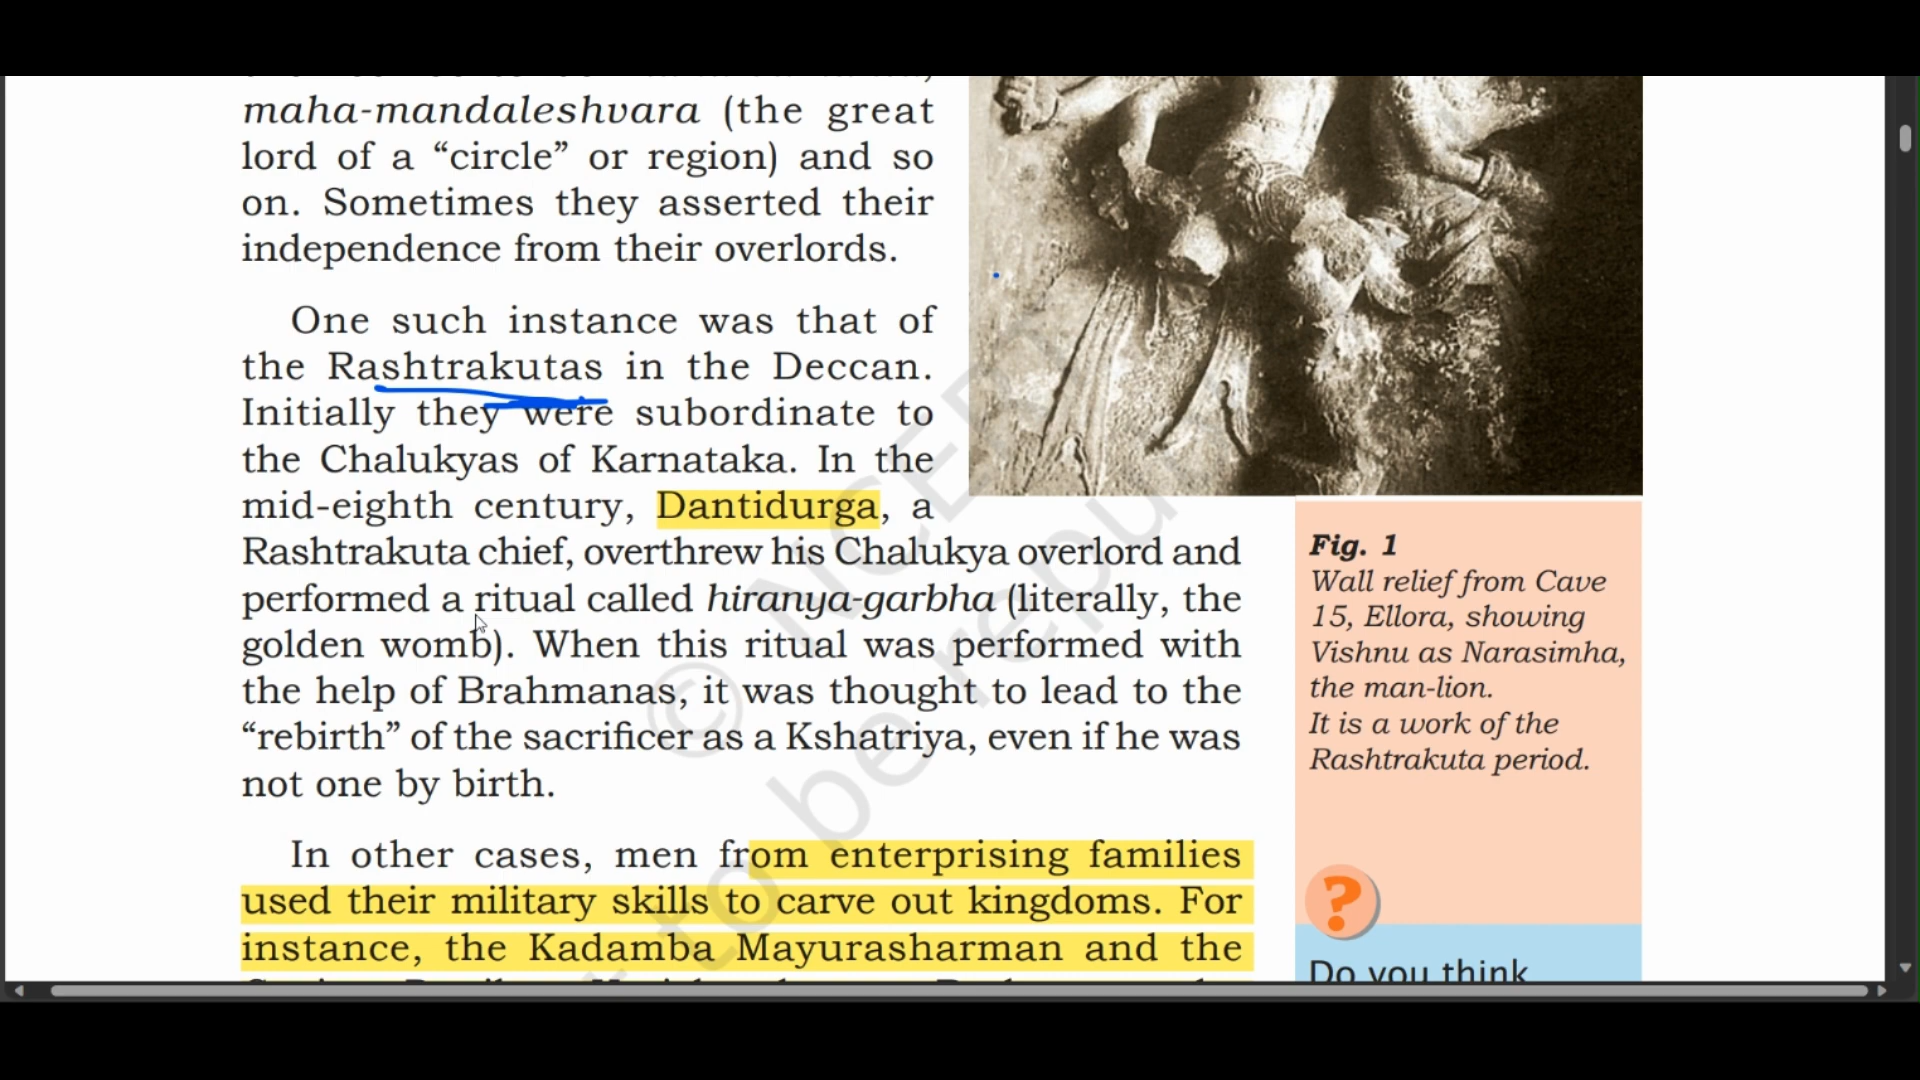 maha-mandaleshvara (the great
lord of a “circle” or region) and so
on. Sometimes they asserted their
independence from their overlords.
One such instance was that of
the Rashtrakutas in the Deccan.
Initially they were subordinate to
the Chalukyas of Karnataka. In the
mid-eighth century, Dantidurga, a
Rashtrakuta chief, overthrew his Chalukya overlord and
performed a ritual called hiranya-garbha (literally, the
golden womb). When this ritual was performed with
the help of Brahmanas, it was thought to lead to the
“rebirth” of the sacrificer as a Kshatriya, even if he was
not one by birth.
In other cases, men from enterprising families
used their military skills to carve out kingdoms. For
instance, the Kadamba Mayurasharman and the
Fig. 1
Wall relief from Cave
15, Ellora, showing
Vishnu as Narasimha,
the man-lion.
It is a work of the
Rashtrakuta period.
?
Do you think
© NCER
to be repu